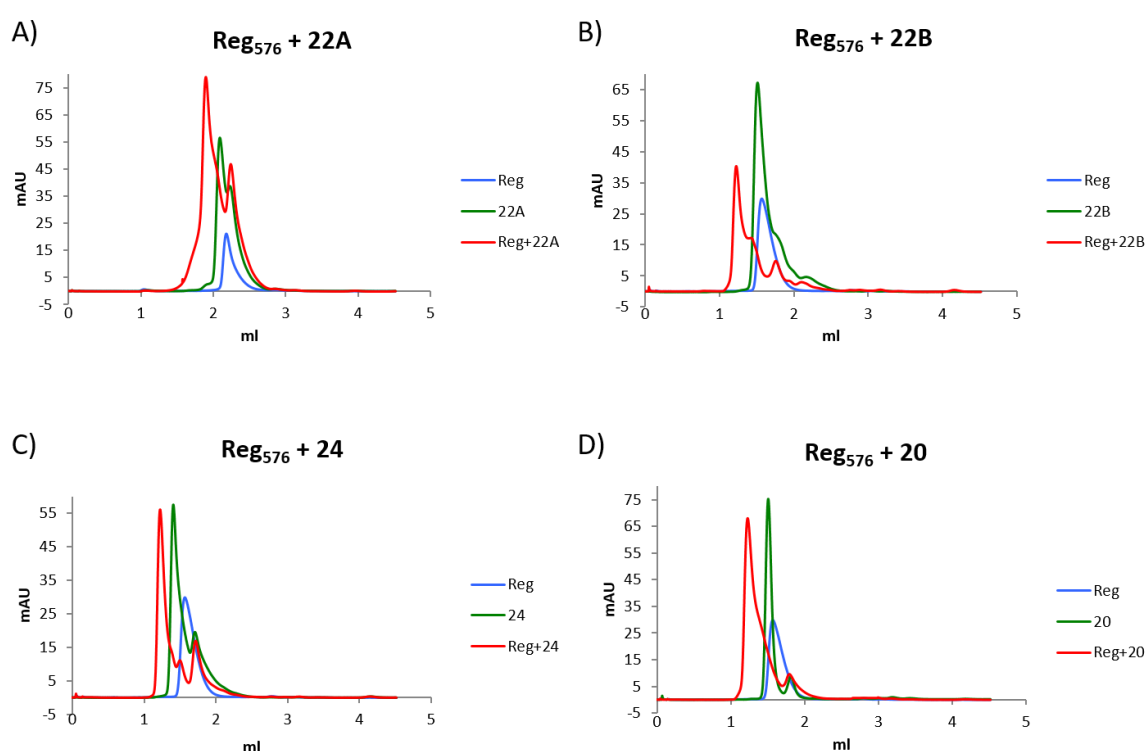 A)
Reg₅₇₆ + 22A
75
65
55
45
35
25
15
5
-5
mAU
0 1 2 3 4 5
ml
Reg
22A
Reg+22A
B)
Reg₅₇₆ + 22B
65
55
45
35
25
15
5
-5
mAU
0 1 2 3 4 5
ml
Reg
22B
Reg+22B
C)
Reg₅₇₆ + 24
55
45
35
25
15
5
-5
mAU
0 1 2 3 4 5
ml
Reg
24
Reg+24
D)
Reg₅₇₆ + 20
75
65
55
45
35
25
15
5
-5
mAU
0 1 2 3 4 5
ml
Reg
20
Reg+20